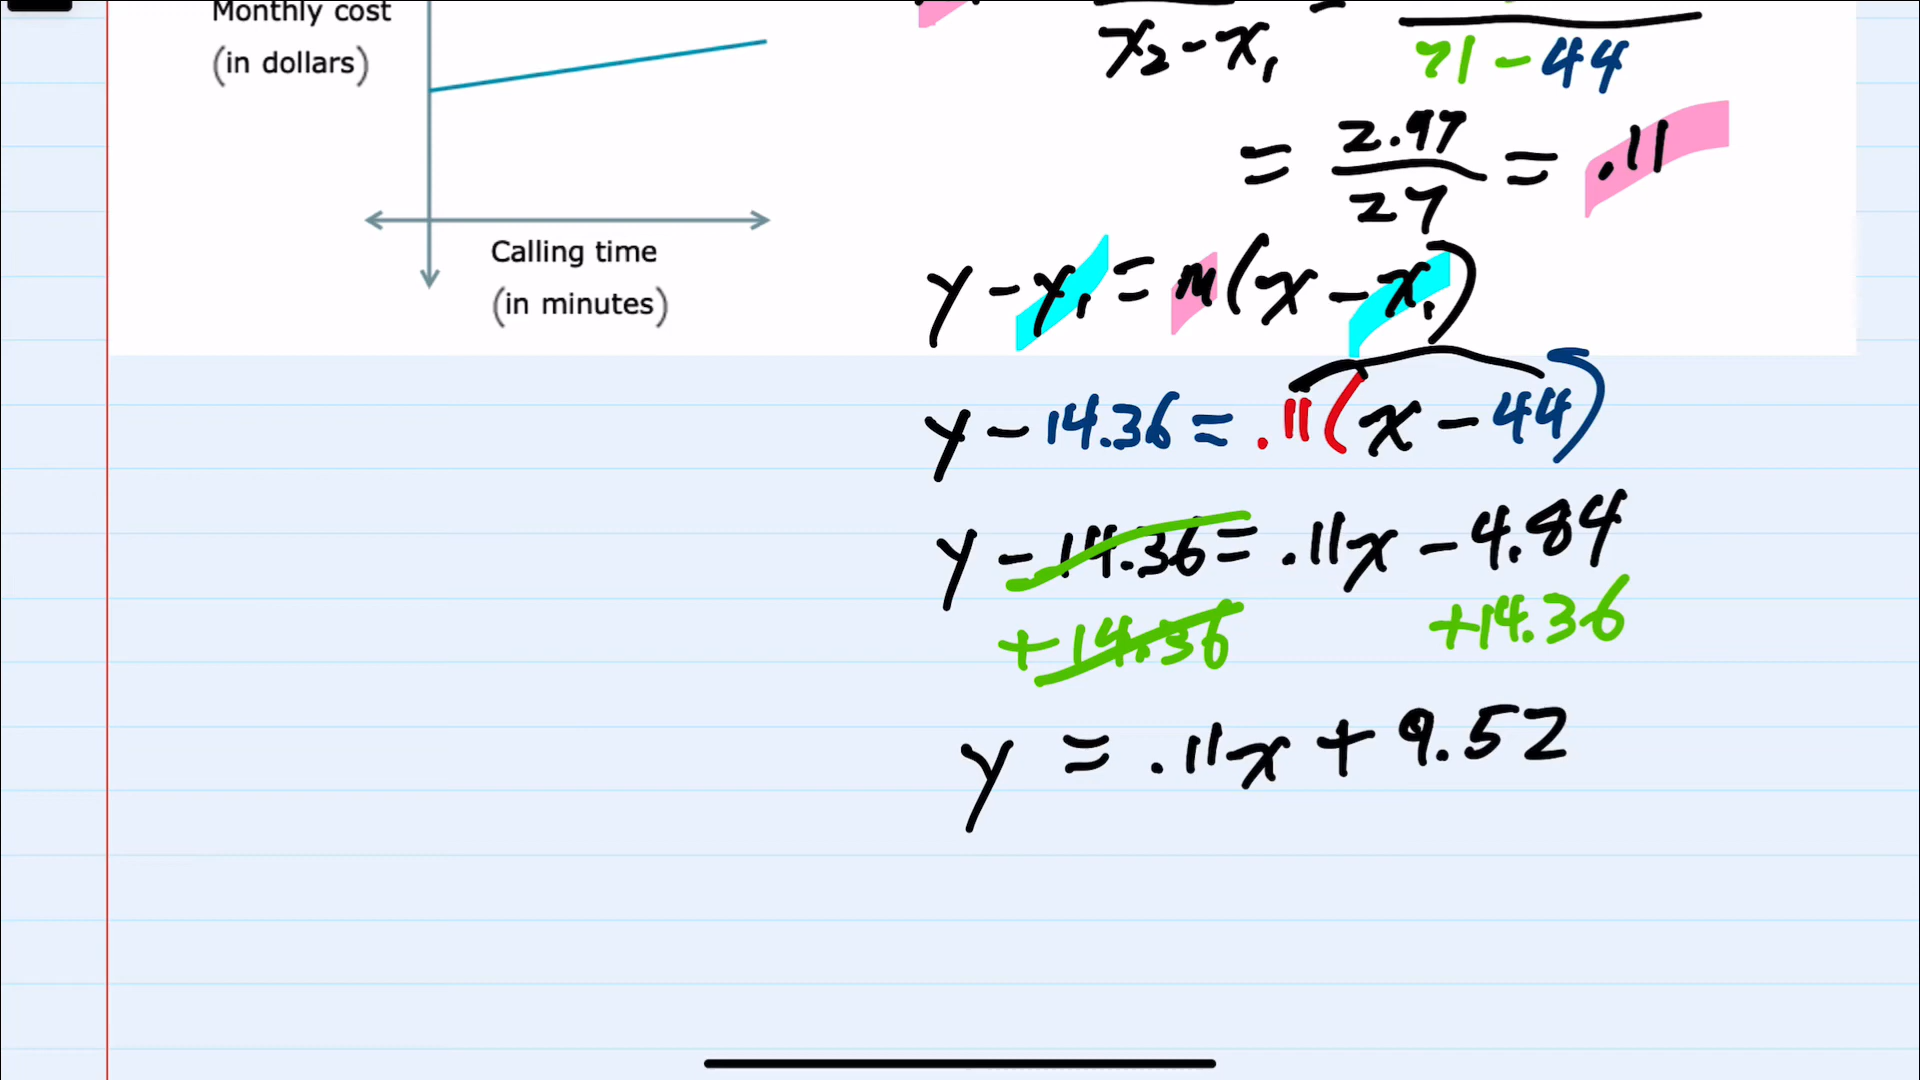 Monthly cost
(in dollars)
Calling time
(in minutes)
x₂ - x₁
71 - 44
= 2.97/27 = .11
y - y₁ = m(x - x₁)
y - 14.36 = .11(x - 44)
y - 14.36 = .11x - 4.84
+14.36 +14.36
y = .11x + 9.52